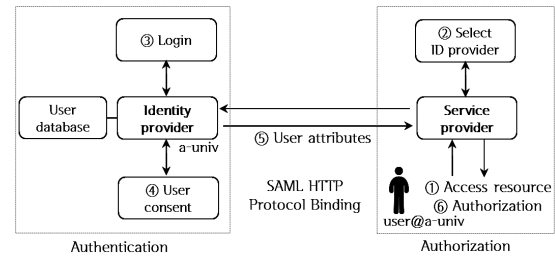 ③ Login
② Select
ID provider
User
database
Identity
provider
a-univ
Service
provider
⑤ User attributes
④ User
consent
SAML HTTP
Protocol Binding
① Access resource
⑥ Authorization
user@a-univ
Authentication
Authorization